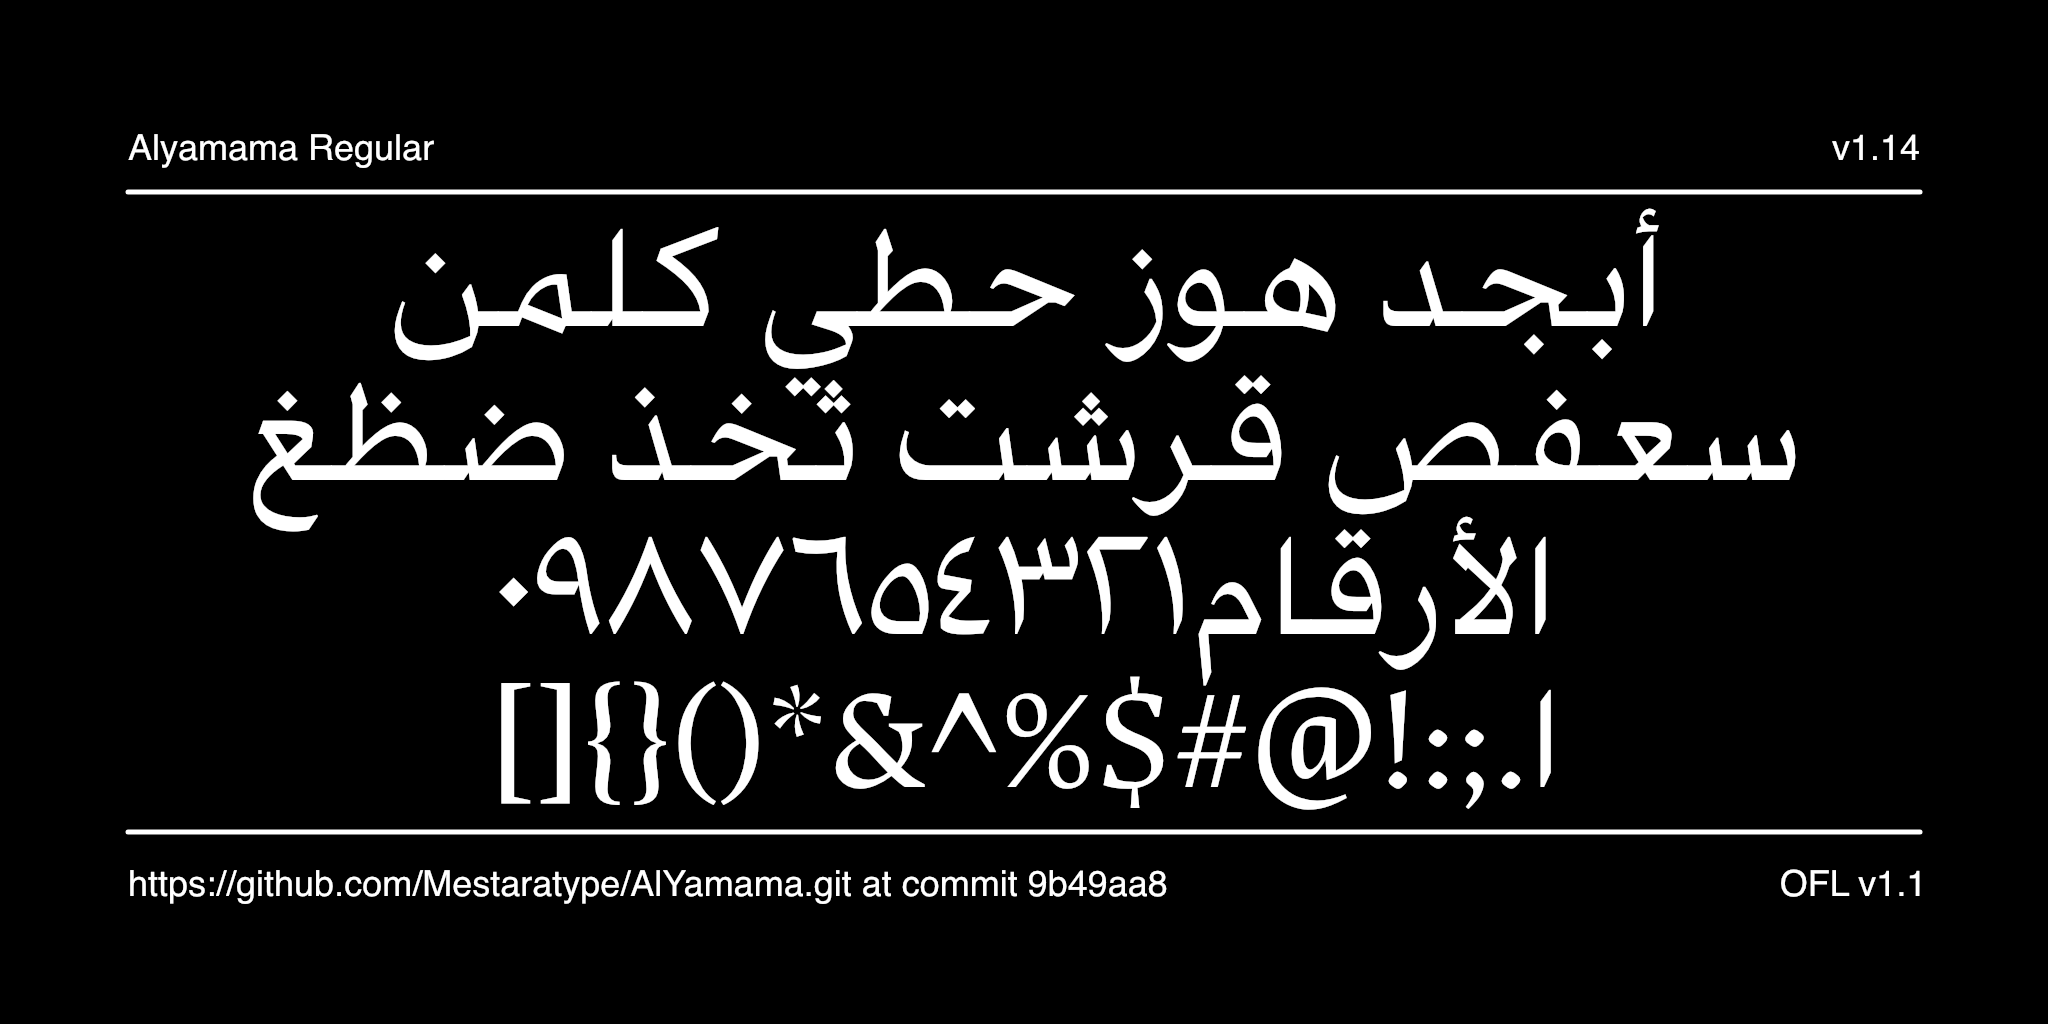 Alyamama Regular
v1.14
أبجد هوز حطي كلمن
سعفص قرشت ثخذ ضظغ
الأرقام٠٩٨٧٦٥٤٣٢١
ا.;:!@#$%^&*(){}[]
https://github.com/Mestaratype/AlYamama.git at commit 9b49aa8
OFL v1.1